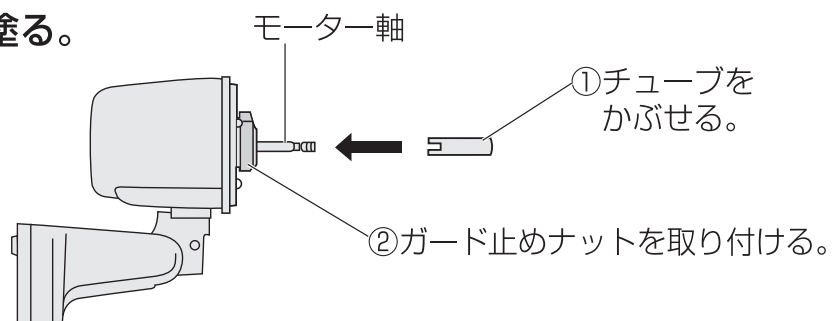 塗る。
モーター軸
①チューブを
かぶせる。
②ガード止めナットを取り付ける。